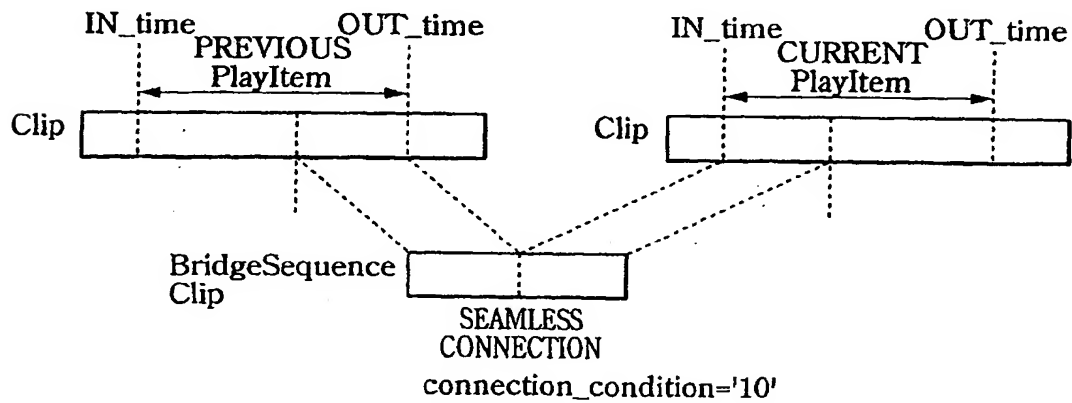 IN_time
OUT_time
PREVIOUS
PlayItem
Clip
IN_time
OUT_time
CURRENT
PlayItem
Clip
BridgeSequence
Clip
SEAMLESS
CONNECTION
connection_condition='10'